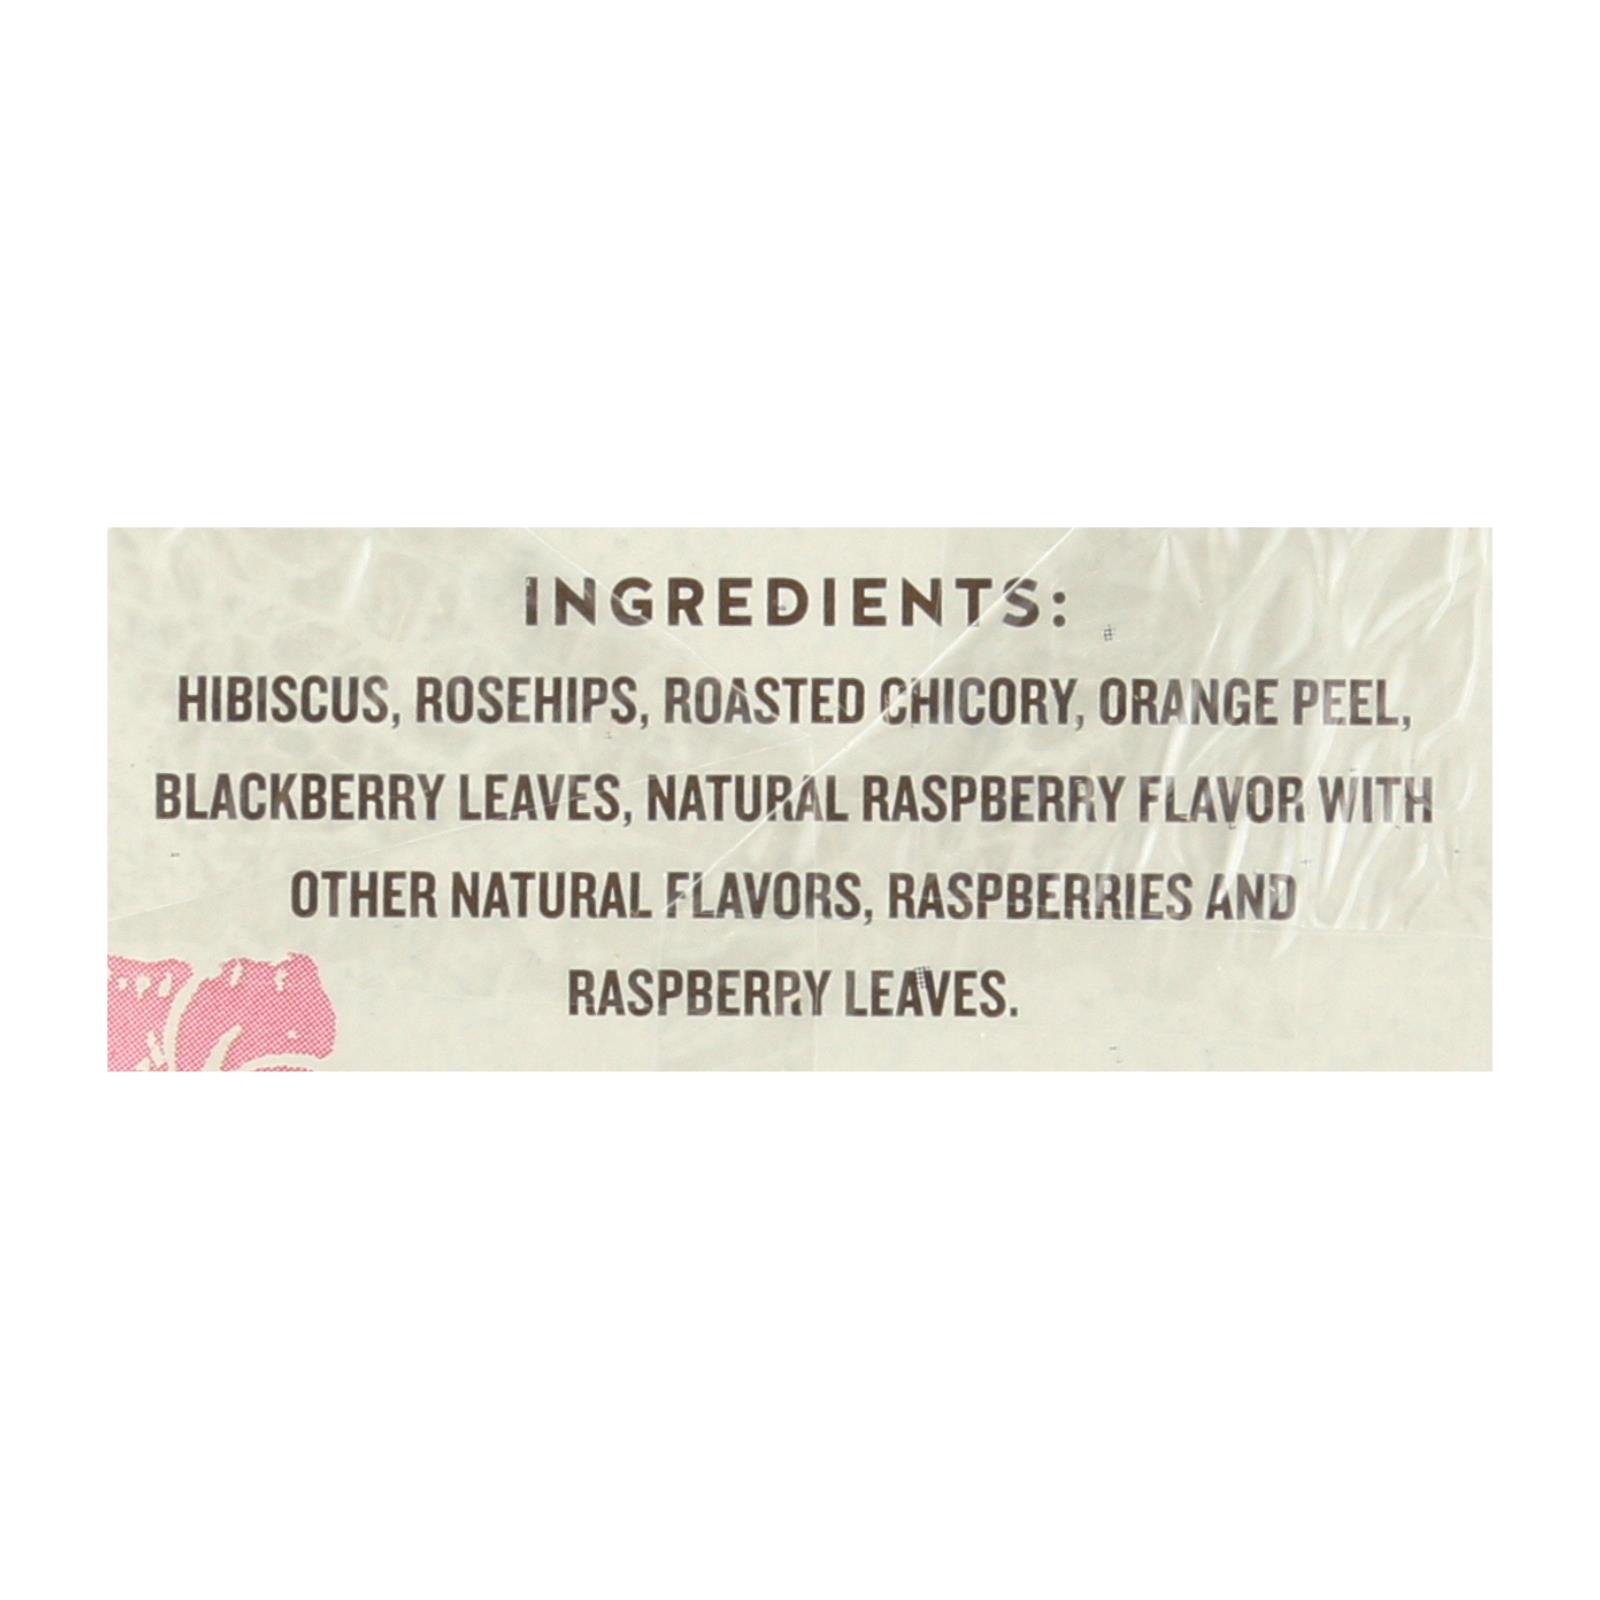 INGREDIENTS:
HIBISCUS, ROSEHIPS, ROASTED CHICORY, ORANGE PEEL,
BLACKBERRY LEAVES, NATURAL RASPBERRY FLAVOR WITH
OTHER NATURAL FLAVORS, RASPBERRIES AND
RASPBERRY LEAVES.